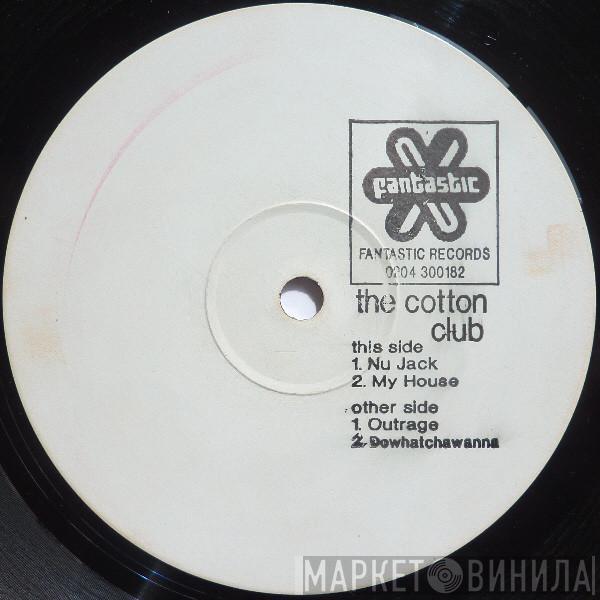 fantastic
FANTASTIC RECORDS
0204 300182
the cotton
club
this side
1. Nu Jack
2. My House
other side
1. Outrage
2. Dowhatchawanna
МАРКЕТ ВИНИЛА